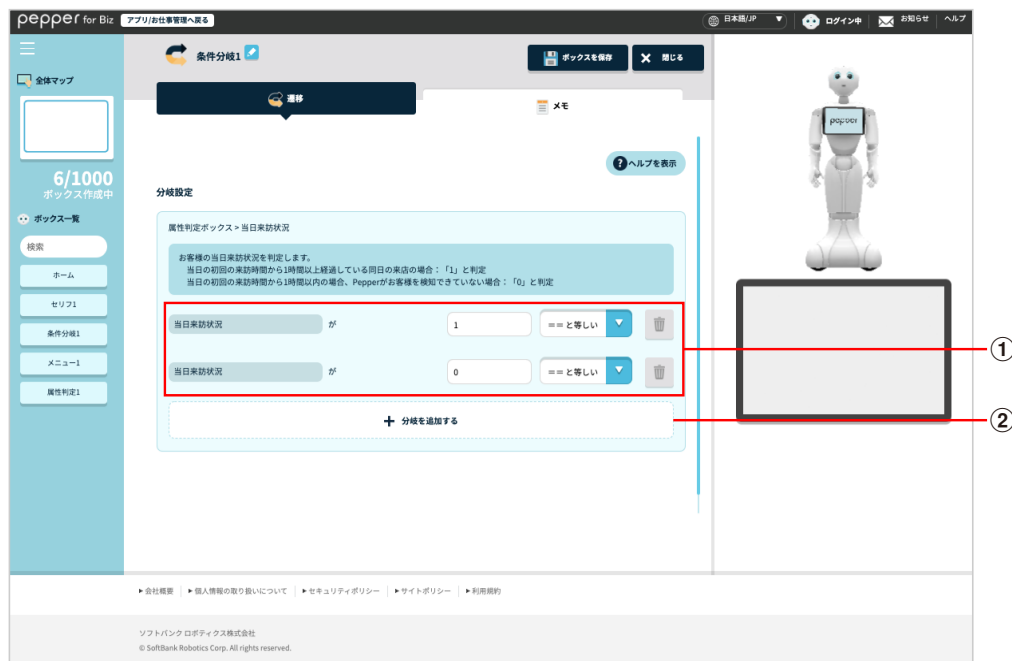 pepper for Biz アプリ/お仕事管理へ戻る 日本語/JP ▼ ログイン中 お知らせ ヘルプ
条件分岐1 ボックスを保存 × 閉じる
全体マップ
遷移 メモ
pepper
6/1000
ボックス作成中
? ヘルプを表示
分岐設定
ボックス一覧
検索
ホーム
セリフ1
条件分岐1
メニュー1
属性判定1
属性判定ボックス > 当日来訪状況
お客様の当日来訪状況を判定します。
当日の初回の来訪時間から1時間以上経過している同日の来店の場合：「1」と判定
当日の初回の来訪時間から1時間以内の場合、Pepperがお客様を検知できていない場合：「0」と判定
当日来訪状況 が 1 == と等しい ▼
①
当日来訪状況 が 0 == と等しい ▼
+ 分岐を追加する
②
▶会社概要 ▶個人情報の取り扱いについて ▶セキュリティポリシー ▶サイトポリシー ▶利用規約
ソフトバンク ロボティクス株式会社
© SoftBank Robotics Corp. All rights reserved.